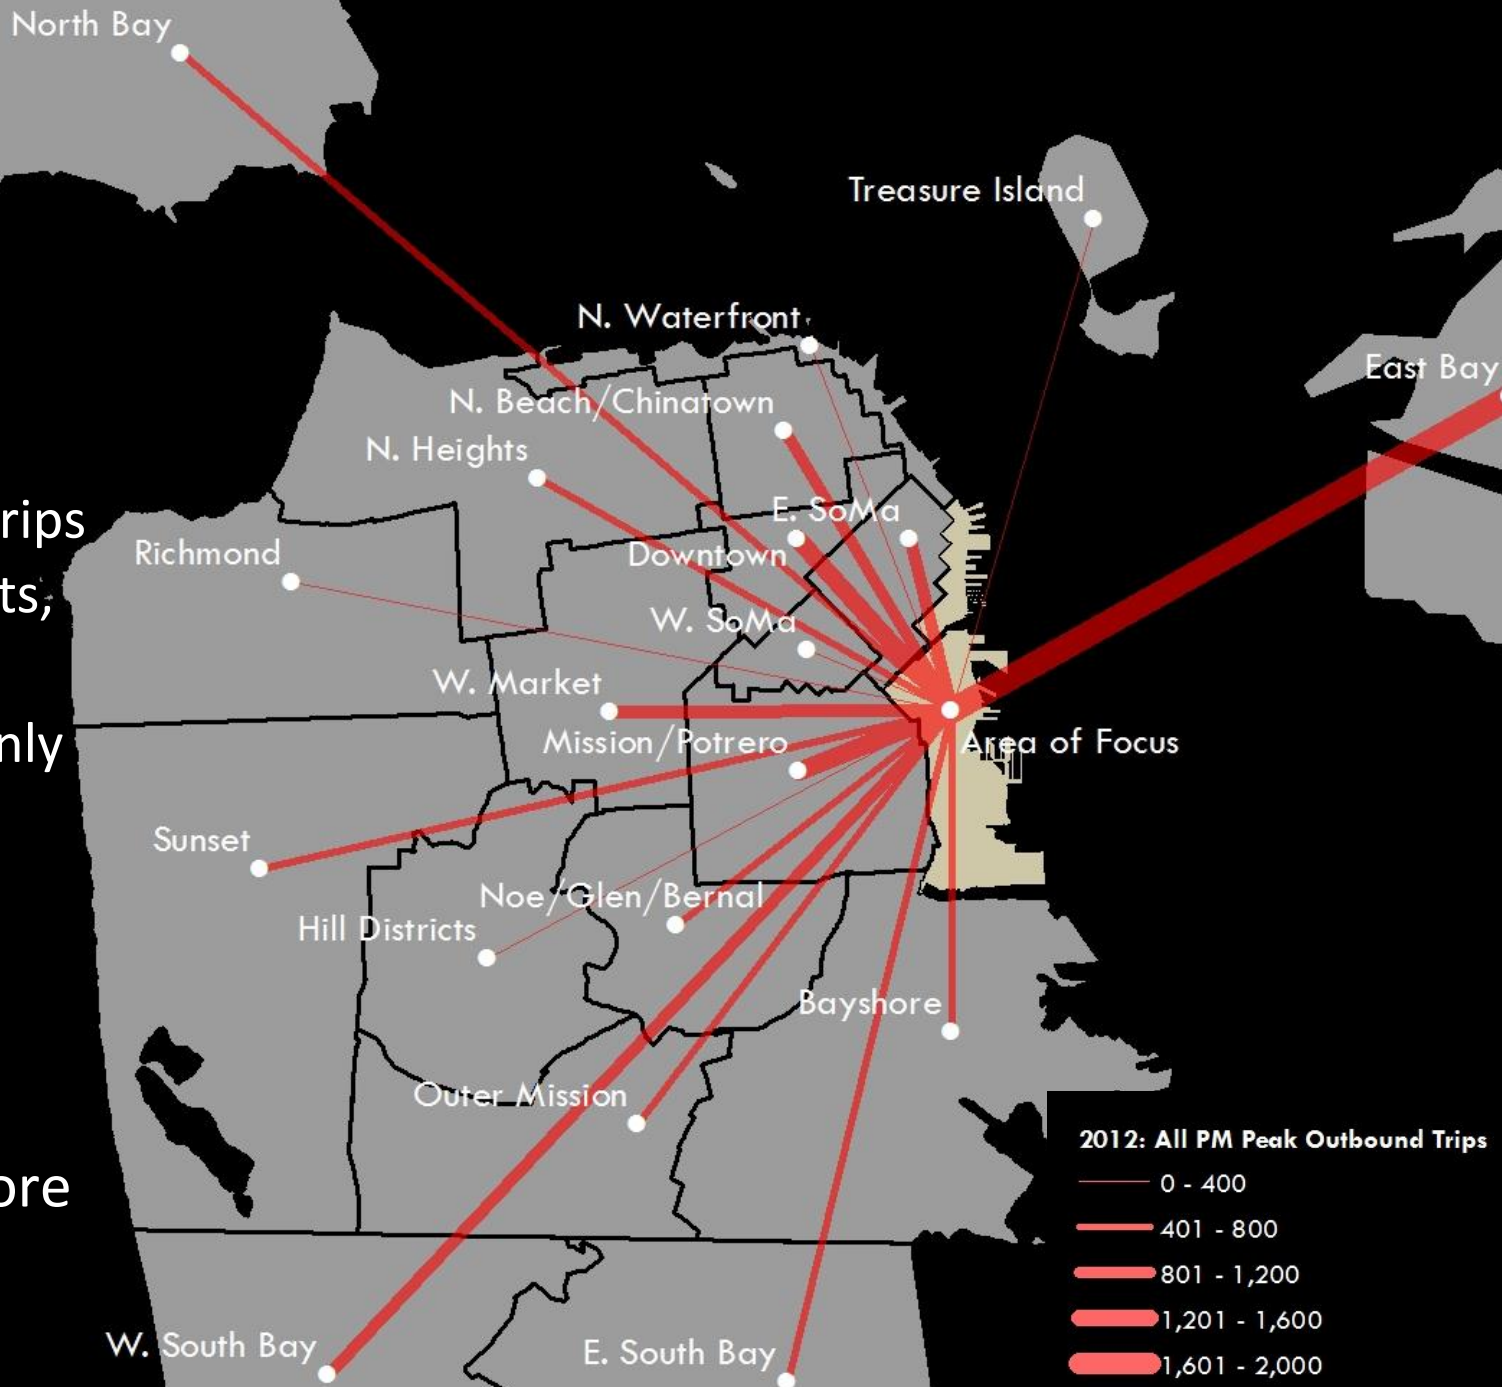 North Bay
Treasure Island
N. Waterfront
East Bay
N. Beach/Chinatown
N. Heights
E. SoMa
rips
Richmond
Downtown
ts,
W. SoMa
W. Market
nly
Mission/Potrero
Area of Focus
Sunset
Noe/Glen/Bernal
Hill Districts
Bayshore
Outer Mission
2012: All PM Peak Outbound Trips
0 - 400
ore
401 - 800
801 - 1,200
1,201 - 1,600
W. South Bay
E. South Bay
1,601 - 2,000